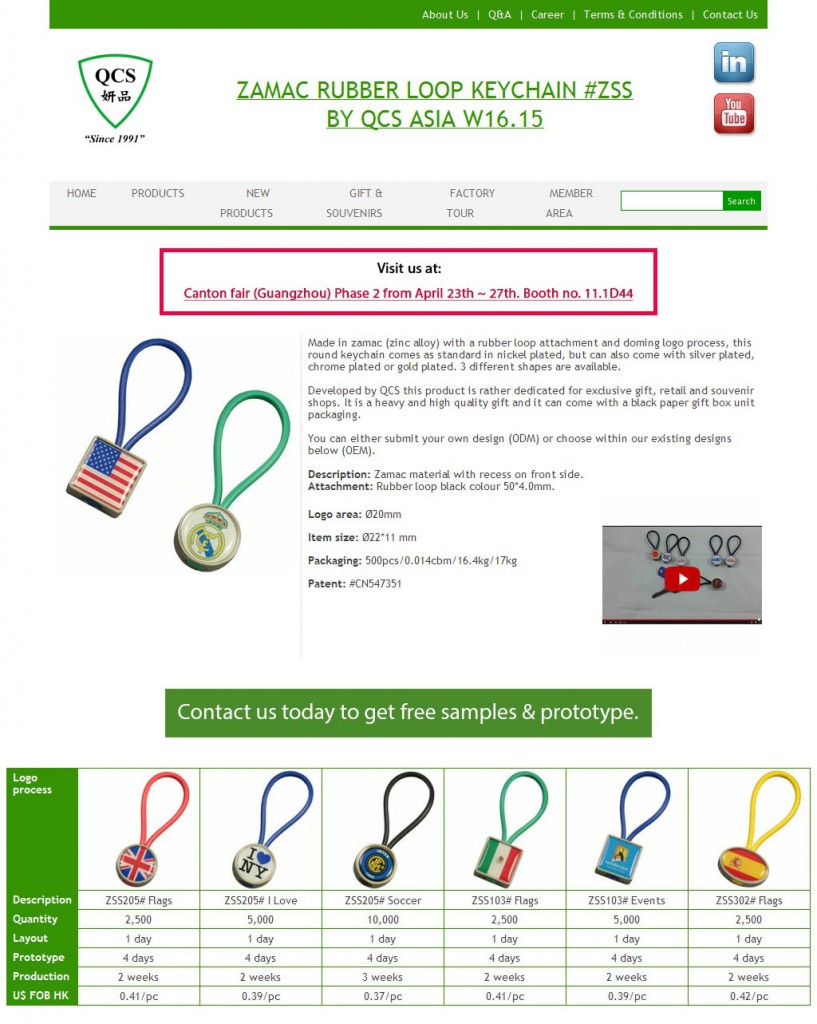 About Us | Q&A | Career | Terms & Conditions | Contact Us
QCS
妍品
“Since 1991”
ZAMAC RUBBER LOOP KEYCHAIN #ZSS
BY QCS ASIA W16.15
in
You
Tube
HOME PRODUCTS NEW PRODUCTS GIFT & SOUVENIRS FACTORY TOUR MEMBER AREA Search
Visit us at:
Canton fair (Guangzhou) Phase 2 from April 23th ~ 27th. Booth no. 11.1D44
Made in zamac (zinc alloy) with a rubber loop attachment and doming logo process, this
round keychain comes as standard in nickel plated, but can also come with silver plated,
chrome plated or gold plated. 3 different shapes are available.
Developed by QCS this product is rather dedicated for exclusive gift, retail and souvenir
shops. It is a heavy and high quality gift and it can come with a black paper gift box unit
packaging.
You can either submit your own design (ODM) or choose within our existing designs
below (OEM).
Description: Zamac material with recess on front side.
Attachment: Rubber loop black colour 50*4.0mm.
Logo area: Ø20mm
Item size: Ø22*11 mm
Packaging: 500pcs/0.014cbm/16.4kg/17kg
Patent: #CN547351
Contact us today to get free samples & prototype.
Logo
process
I ♥
NY
Description ZSS205# Flags ZSS205# I Love ZSS205# Soccer ZSS103# Flags ZSS103# Events ZSS302# Flags
Quantity 2,500 5,000 10,000 2,500 5,000 2,500
Layout 1 day 1 day 1 day 1 day 1 day 1 day
Prototype 4 days 4 days 4 days 4 days 4 days 4 days
Production 2 weeks 2 weeks 3 weeks 2 weeks 2 weeks 2 weeks
U$ FOB HK 0.41/pc 0.39/pc 0.37/pc 0.41/pc 0.39/pc 0.42/pc